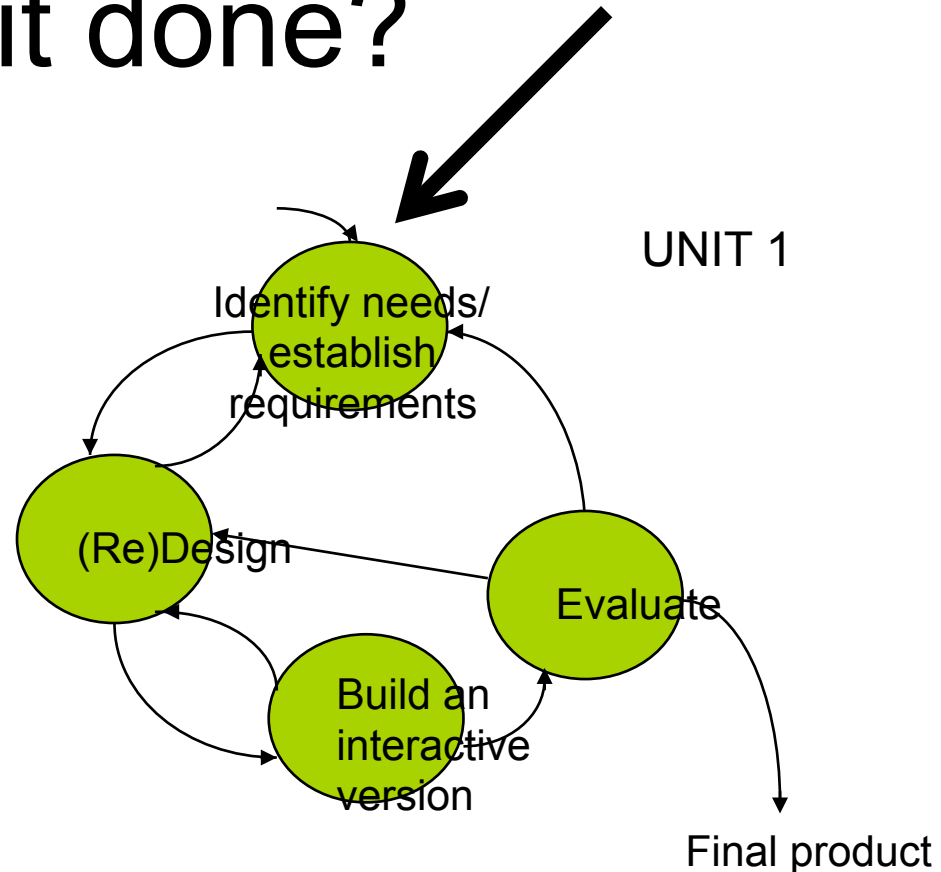 it done?
UNIT 1
Identify needs/
establish
requirements
(Re)Design
Evaluate
Build an
interactive
version
Final product